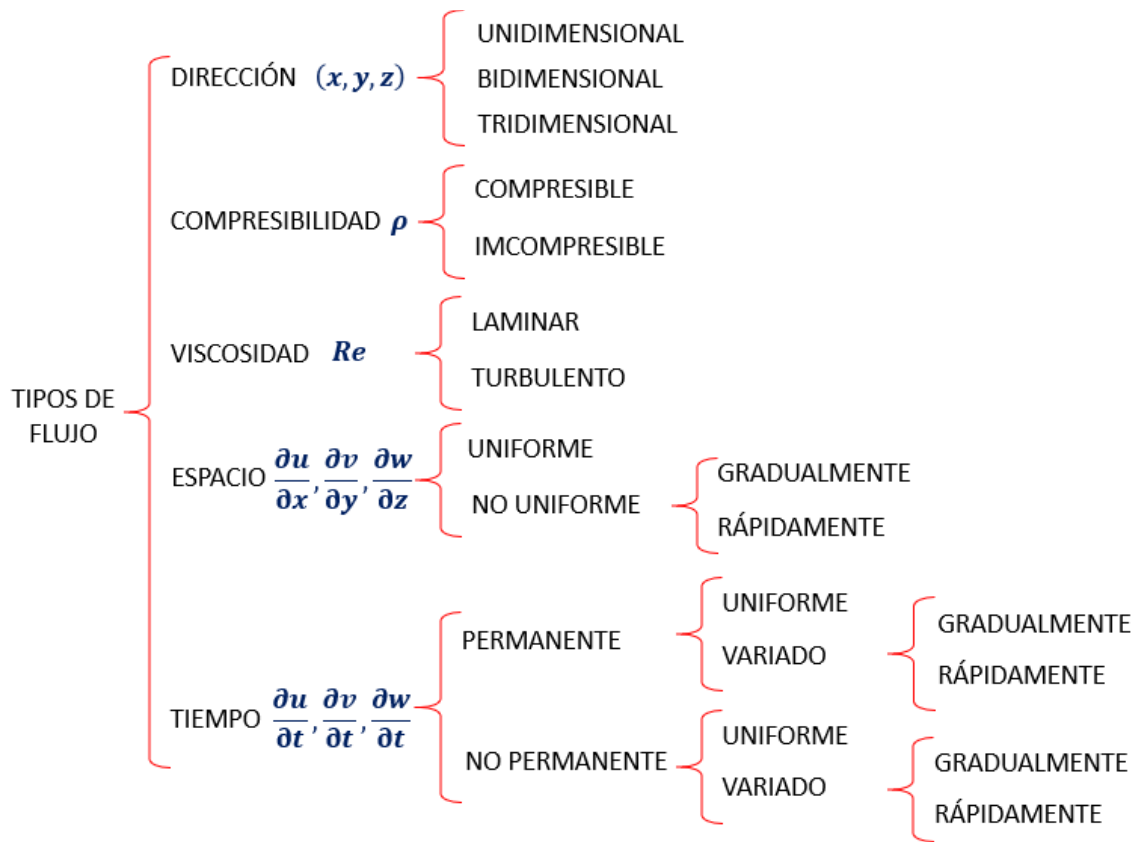 UNIDIMENSIONAL
DIRECCIÓN (x, y, z)
BIDIMENSIONAL
TRIDIMENSIONAL
COMPRESIBLE
COMPRESIBILIDAD ρ
IMCOMPRESIBLE
LAMINAR
VISCOSIDAD Re
TURBULENTO
TIPOS DE
FLUJO
ESPACIO ∂u/∂x, ∂v/∂y, ∂w/∂z
UNIFORME
NO UNIFORME
GRADUALMENTE
RÁPIDAMENTE
TIEMPO ∂u/∂t, ∂v/∂t, ∂w/∂t
PERMANENTE
UNIFORME
VARIADO
GRADUALMENTE
RÁPIDAMENTE
NO PERMANENTE
UNIFORME
VARIADO
GRADUALMENTE
RÁPIDAMENTE